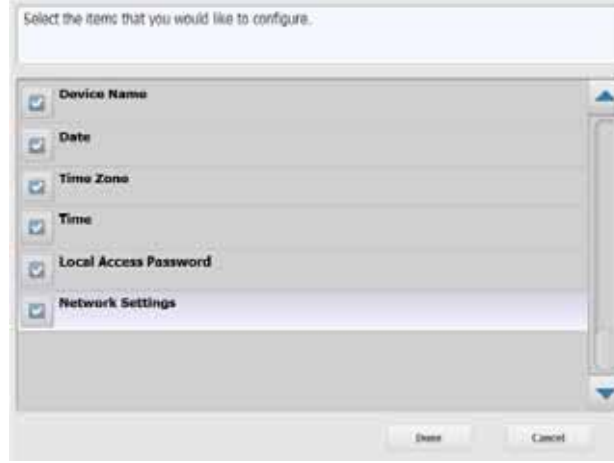 Select the items that you would like to configure.
Device Name
Date
Time Zone
Time
Local Access Password
Network Settings
Done
Cancel